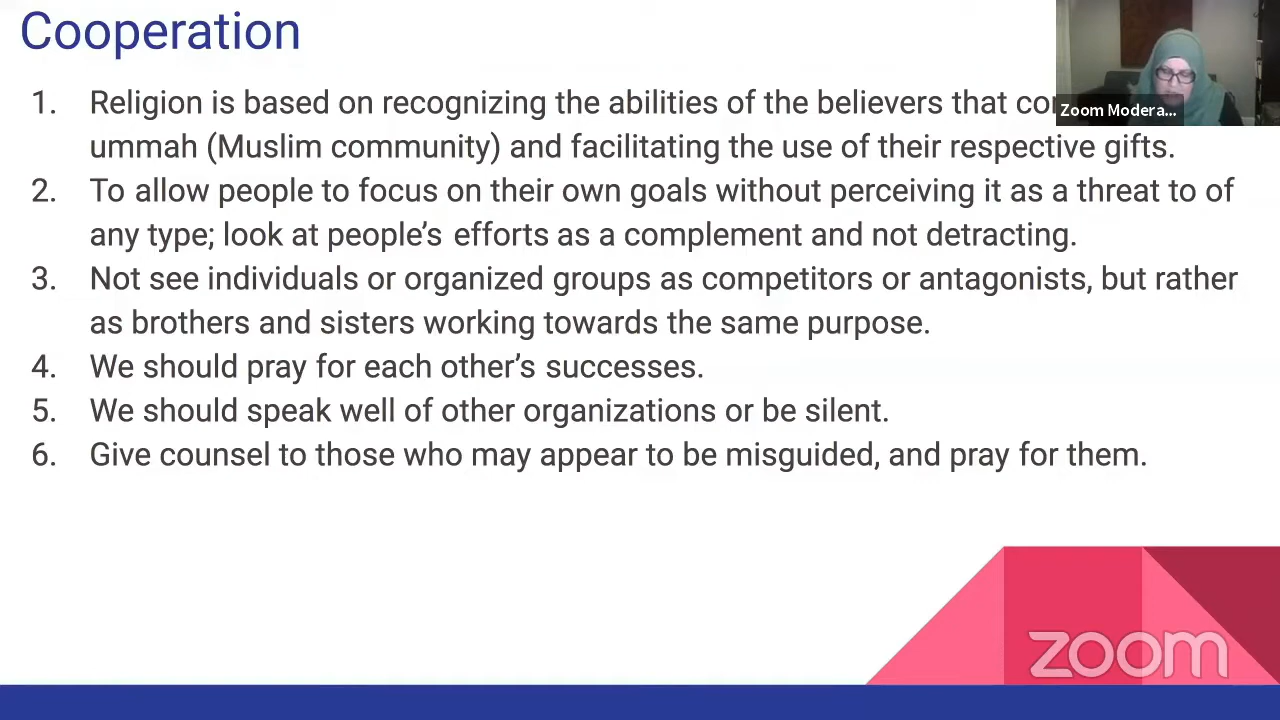 Cooperation
1. Religion is based on recognizing the abilities of the believers that
ummah (Muslim community) and facilitating the use of their respective gifts.
2. To allow people to focus on their own goals without perceiving it as a threat to of
any type; look at people’s efforts as a complement and not detracting.
3. Not see individuals or organized groups as competitors or antagonists, but rather
as brothers and sisters working towards the same purpose.
4. We should pray for each other’s successes.
5. We should speak well of other organizations or be silent.
6. Give counsel to those who may appear to be misguided, and pray for them.
Zoom Modera...
zoom